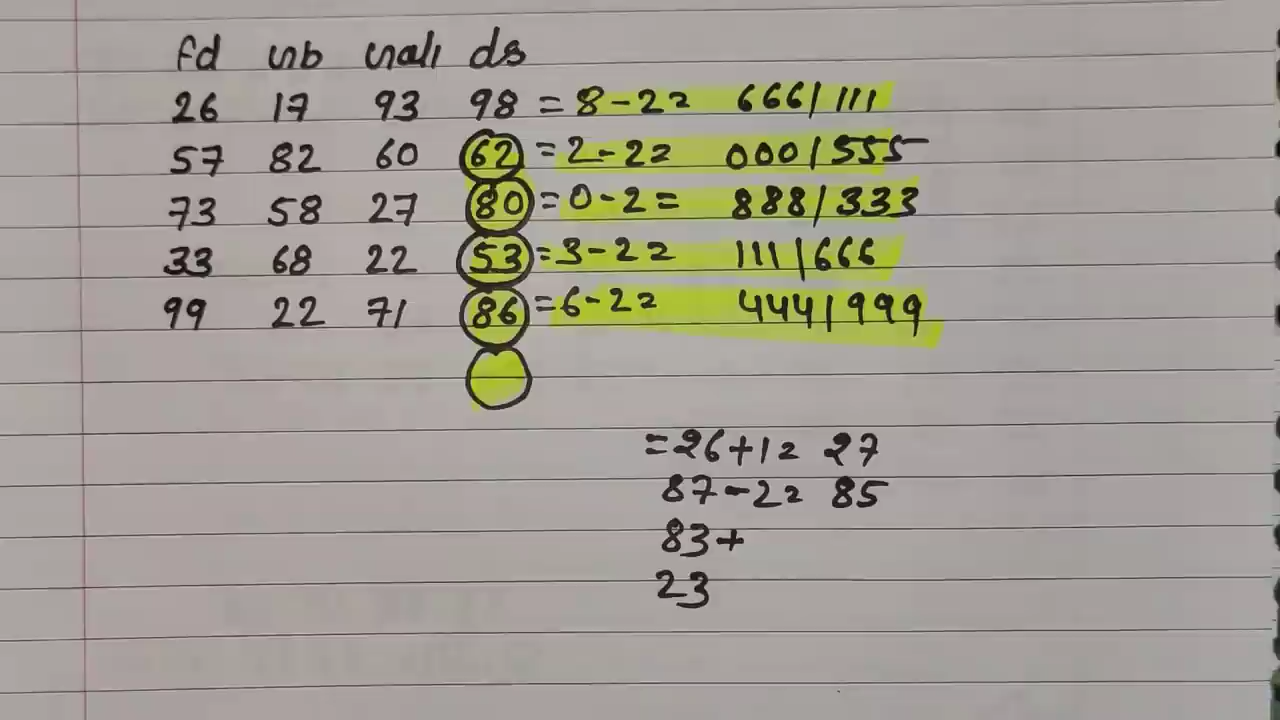 fd gb gali ds
26 17 93 98 = 8-2= 666/111
57 82 60 62 = 2-2= 000/555
73 58 27 80 = 0-2= 888/333
33 68 22 53 = 3-2= 111/666
99 22 71 86 = 6-2= 444/999
=26+1= 27
87-2= 85
83+
23